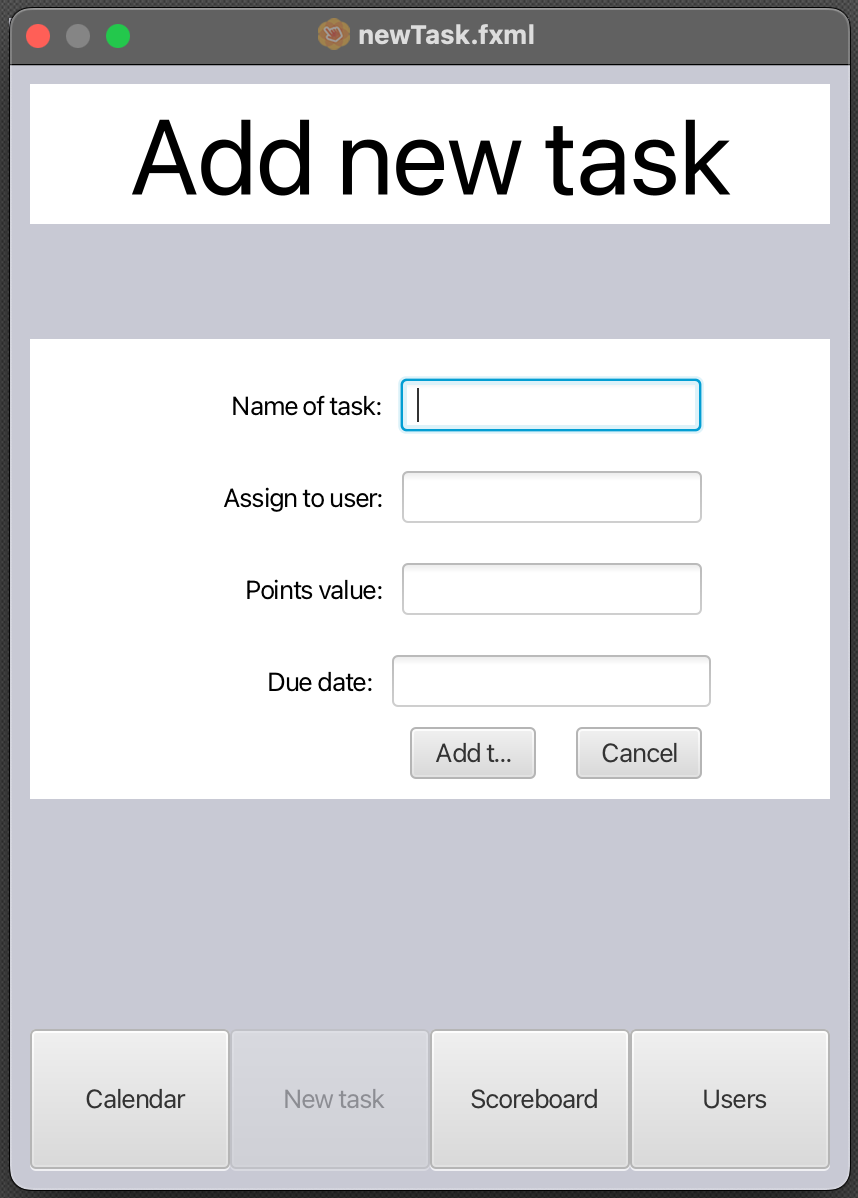 newTask.fxml
Add new task
Name of task:
Assign to user:
Points value:
Due date:
Add t... Cancel
Calendar New task Scoreboard Users